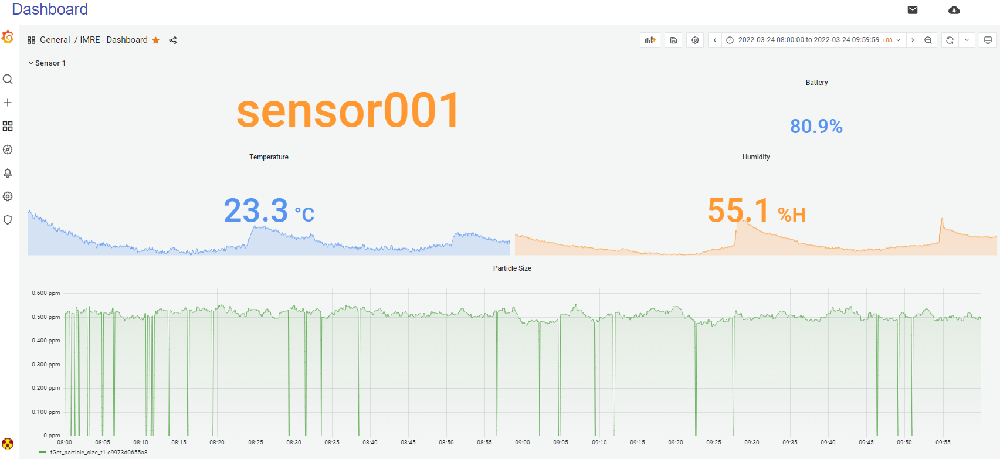 Dashboard
General / IMRE - Dashboard
2022-03-24 08:00:00 to 2022-03-24 09:59:59 +08
Sensor 1
sensor001
Battery
80.9%
Temperature
23.3 °C
Humidity
55.1 %H
Particle Size
0.600 ppm
0.500 ppm
0.400 ppm
0.300 ppm
0.200 ppm
0.100 ppm
0 ppm
08:00 08:05 08:10 08:15 08:20 08:25 08:30 08:35 08:40 08:45 08:50 08:55 09:00 09:05 09:10 09:15 09:20 09:25 09:30 09:35 09:40 09:45 09:50 09:55
fGet_particle_size_t1 e9973d0655a8